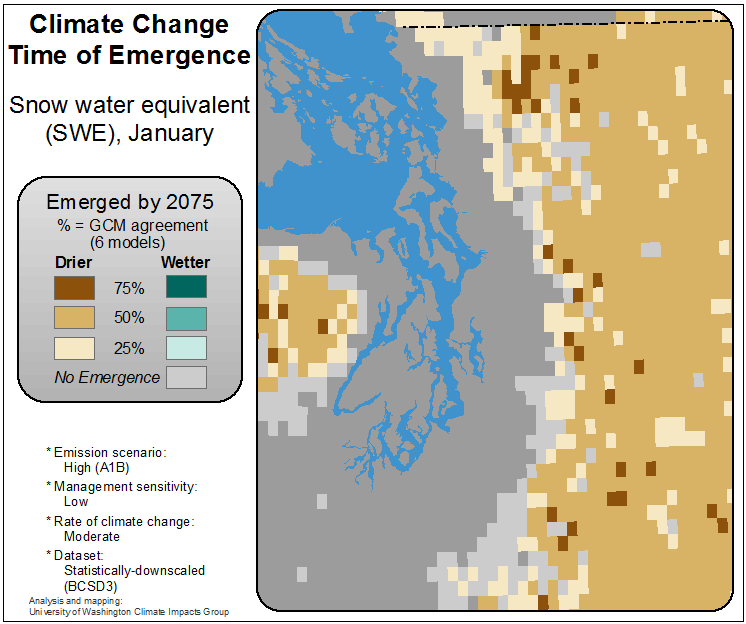 Climate Change
Time of Emergence
Snow water equivalent
(SWE), January
Emerged by 2075
% = GCM agreement
(6 models)
Drier Wetter
75%
50%
25%
No Emergence
* Emission scenario:
High (A1B)
* Management sensitivity:
Low
* Rate of climate change:
Moderate
* Dataset:
Statistically-downscaled
(BCSD3)
Analysis and mapping:
University of Washington Climate Impacts Group